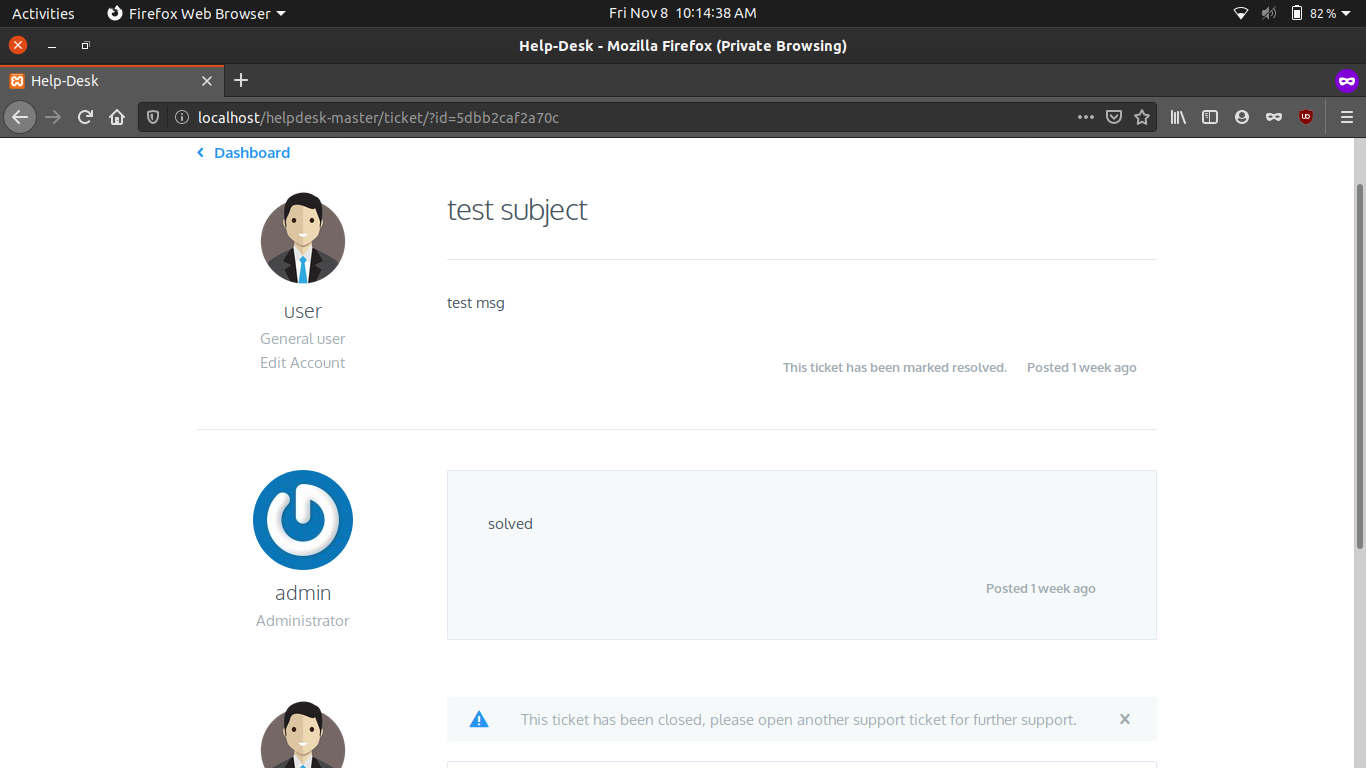 Activities Firefox Web Browser Fri Nov 8 10:14:38 AM 82 %
Help-Desk - Mozilla Firefox (Private Browsing)
Help-Desk
localhost/helpdesk-master/ticket/?id=5dbb2caf2a70c
Dashboard
test subject
user
General user
Edit Account
test msg
This ticket has been marked resolved. Posted 1 week ago
admin
Administrator
solved
Posted 1 week ago
This ticket has been closed, please open another support ticket for further support.